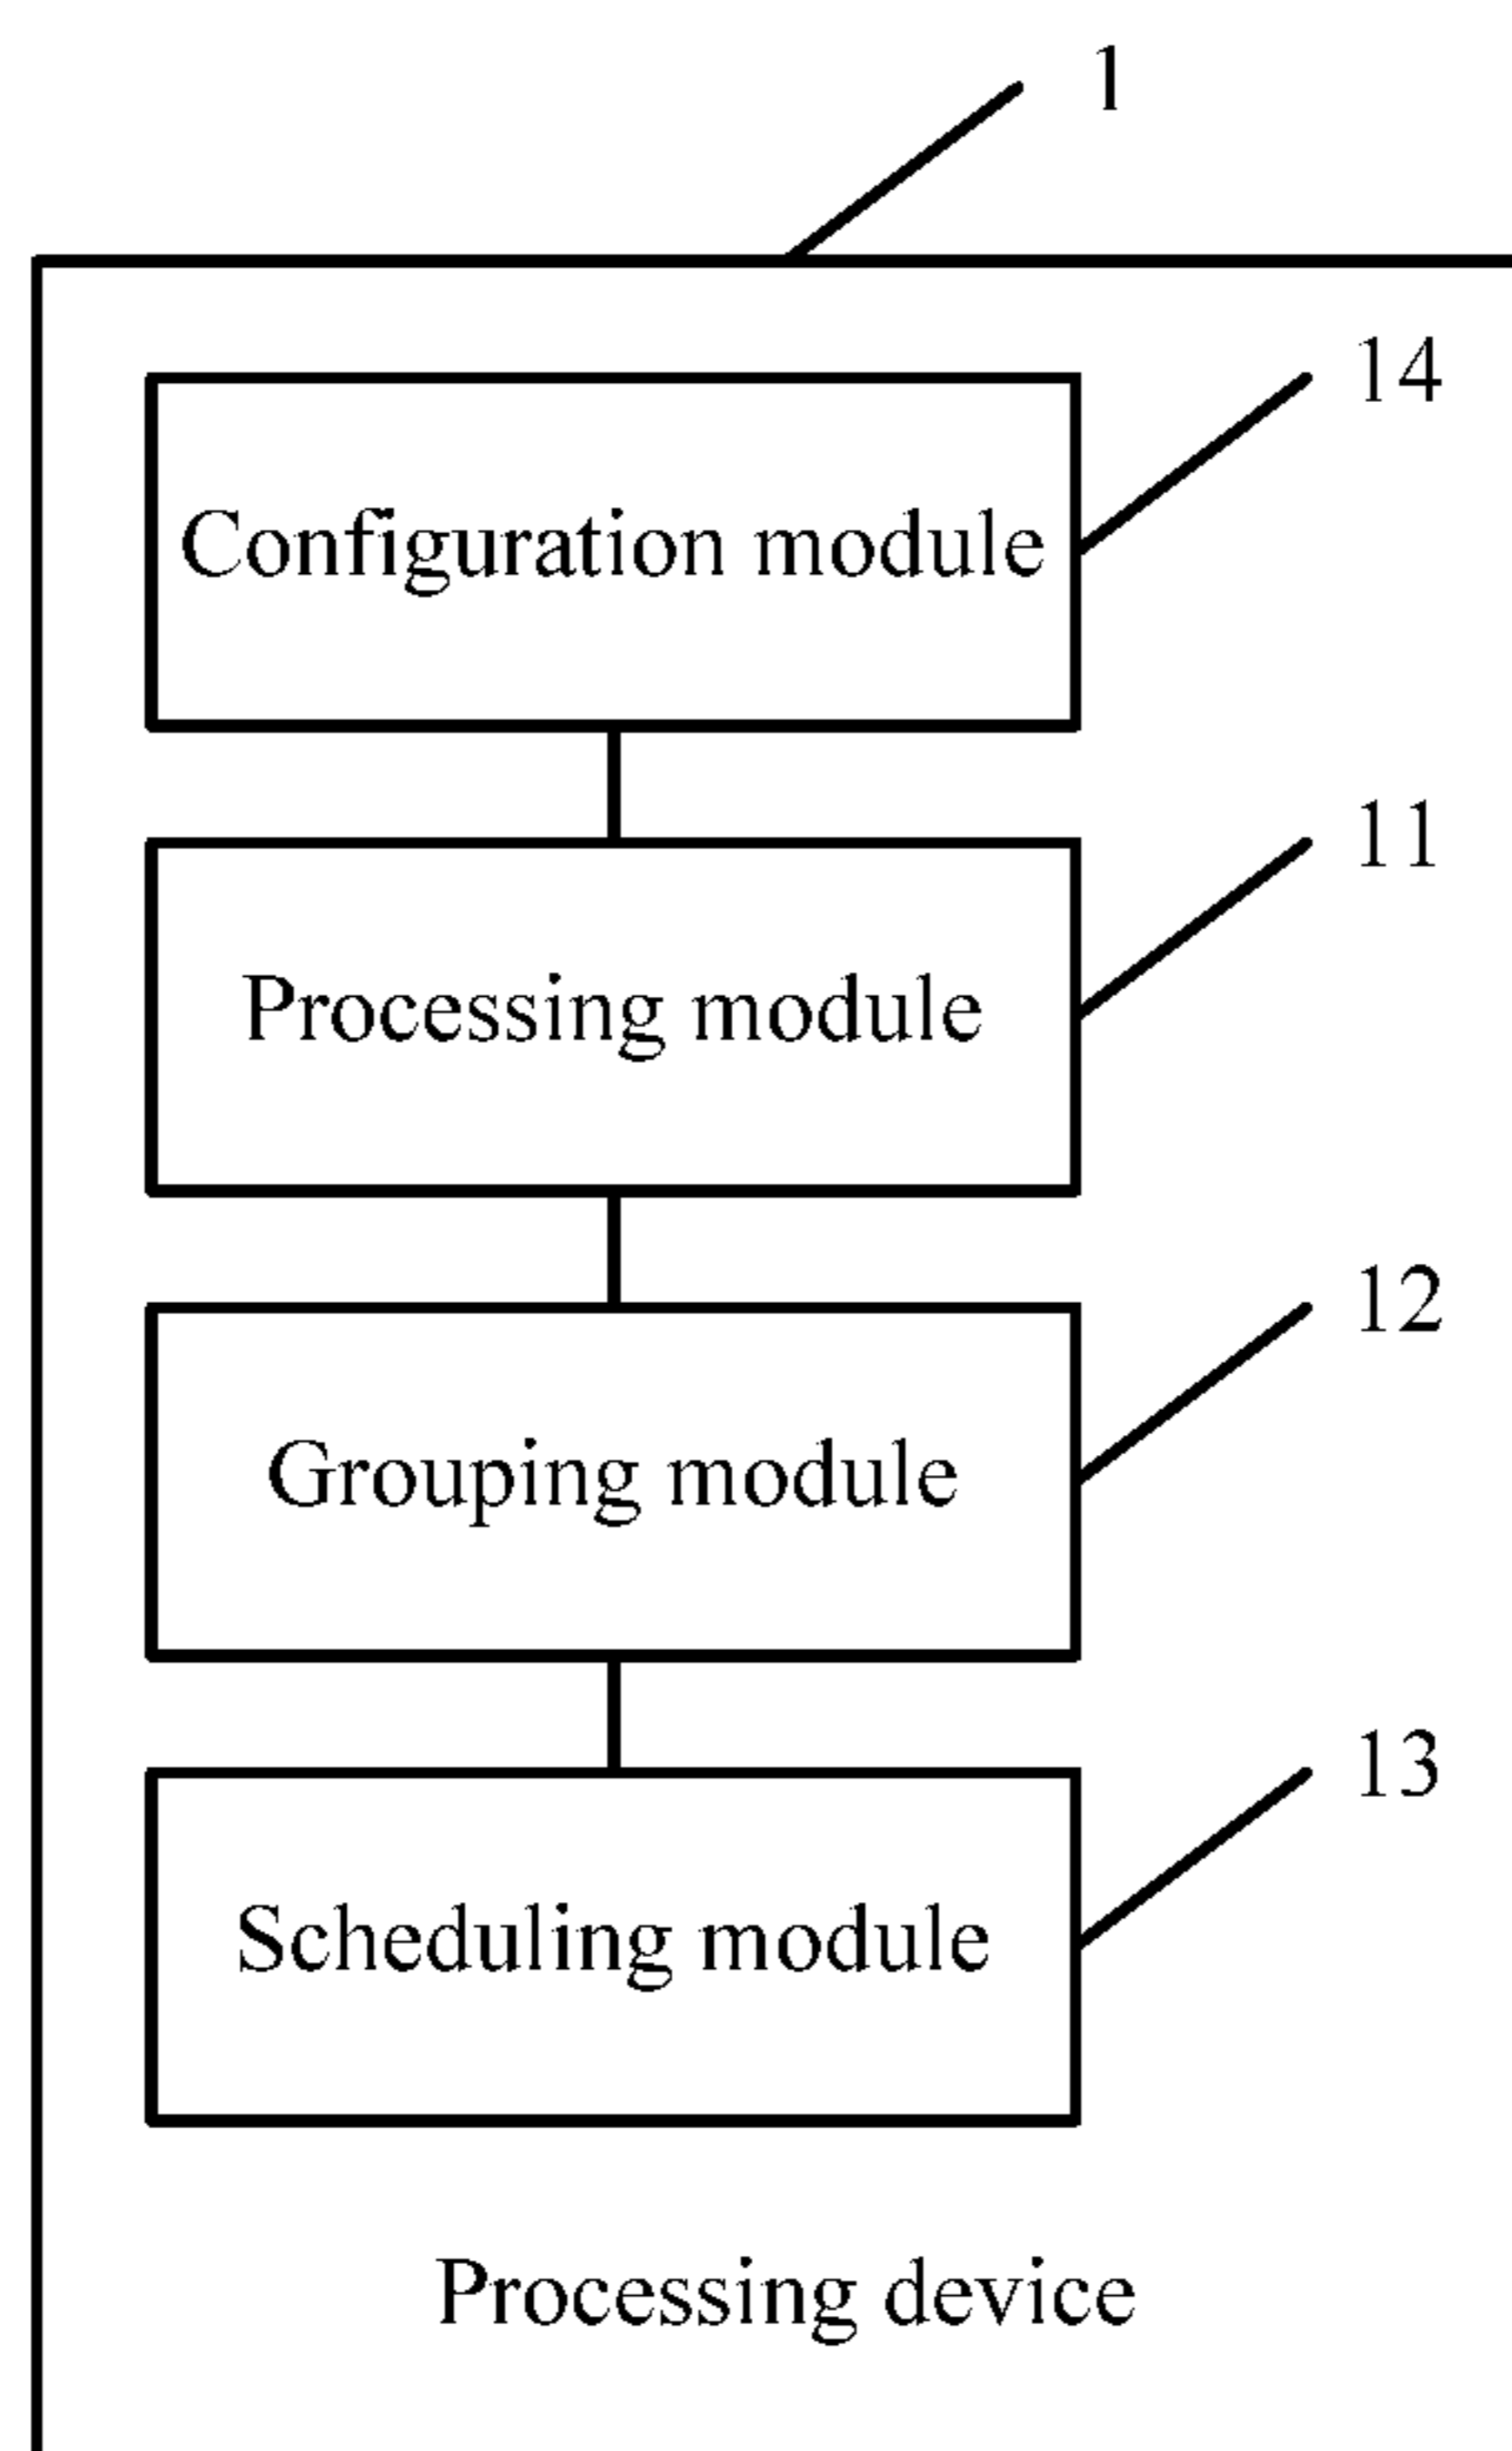 1
14
Configuration module
11
Processing module
12
Grouping module
13
Scheduling module
Processing device